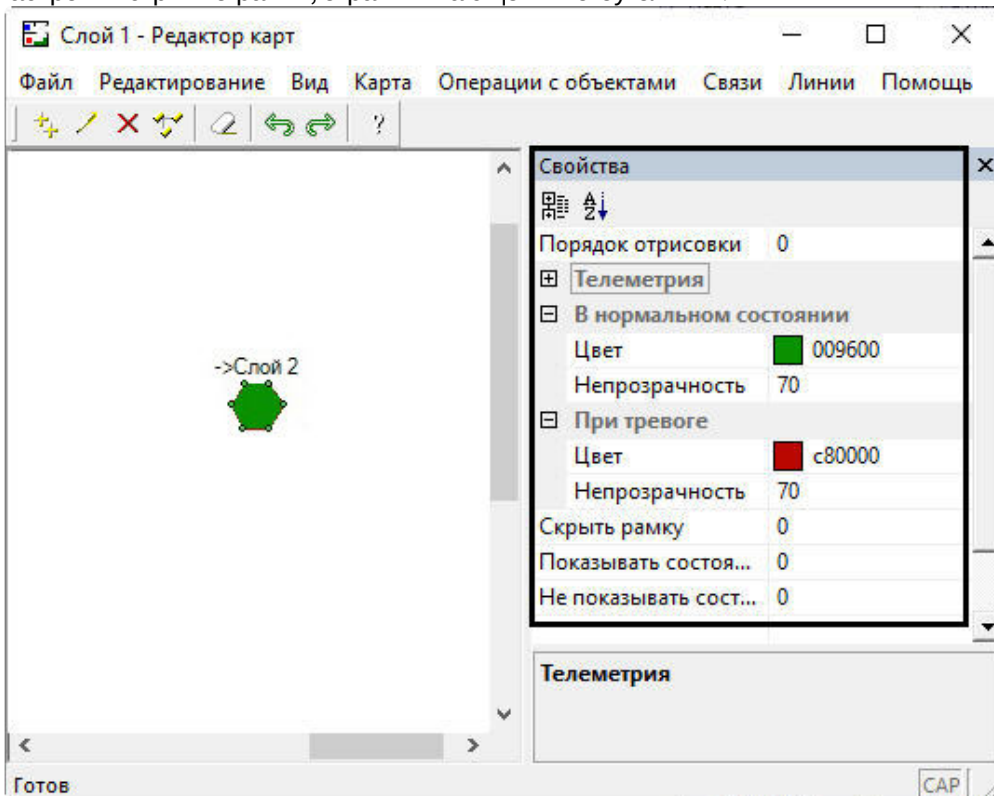 Слой 1 - Редактор карт
Файл Редактирование Вид Карта Операции с объектами Связи Линии Помощь
?
Свойства
Порядок отрисовки 0
Телеметрия
В нормальном состоянии
Цвет 009600
Непрозрачность 70
При тревоге
Цвет c80000
Непрозрачность 70
Скрыть рамку 0
Показывать состоя... 0
Не показывать сост... 0
->Слой 2
Телеметрия
Готов
CAP